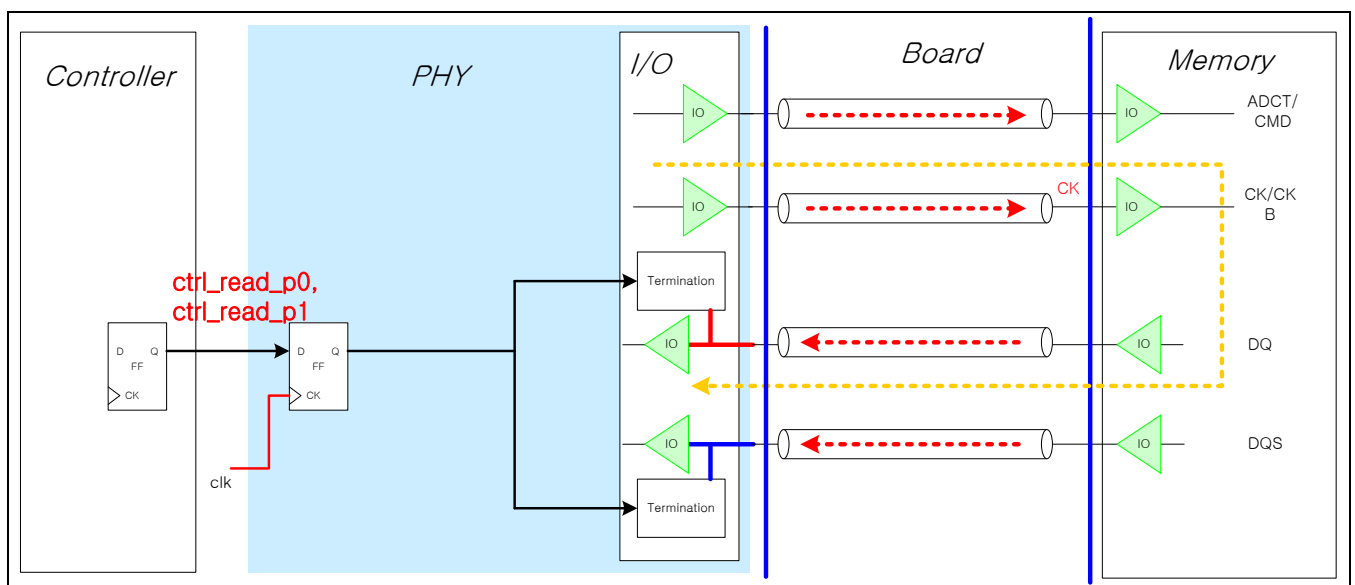 Controller
PHY
I/O
Board
Memory
IO
IO
ADCT/
CMD
IO
CK
IO
CK/CK
B
ctrl_read_p0,
ctrl_read_p1
Termination
D Q
FF
CK
D Q
FF
CK
IO
IO
DQ
IO
IO
DQS
clk
Termination